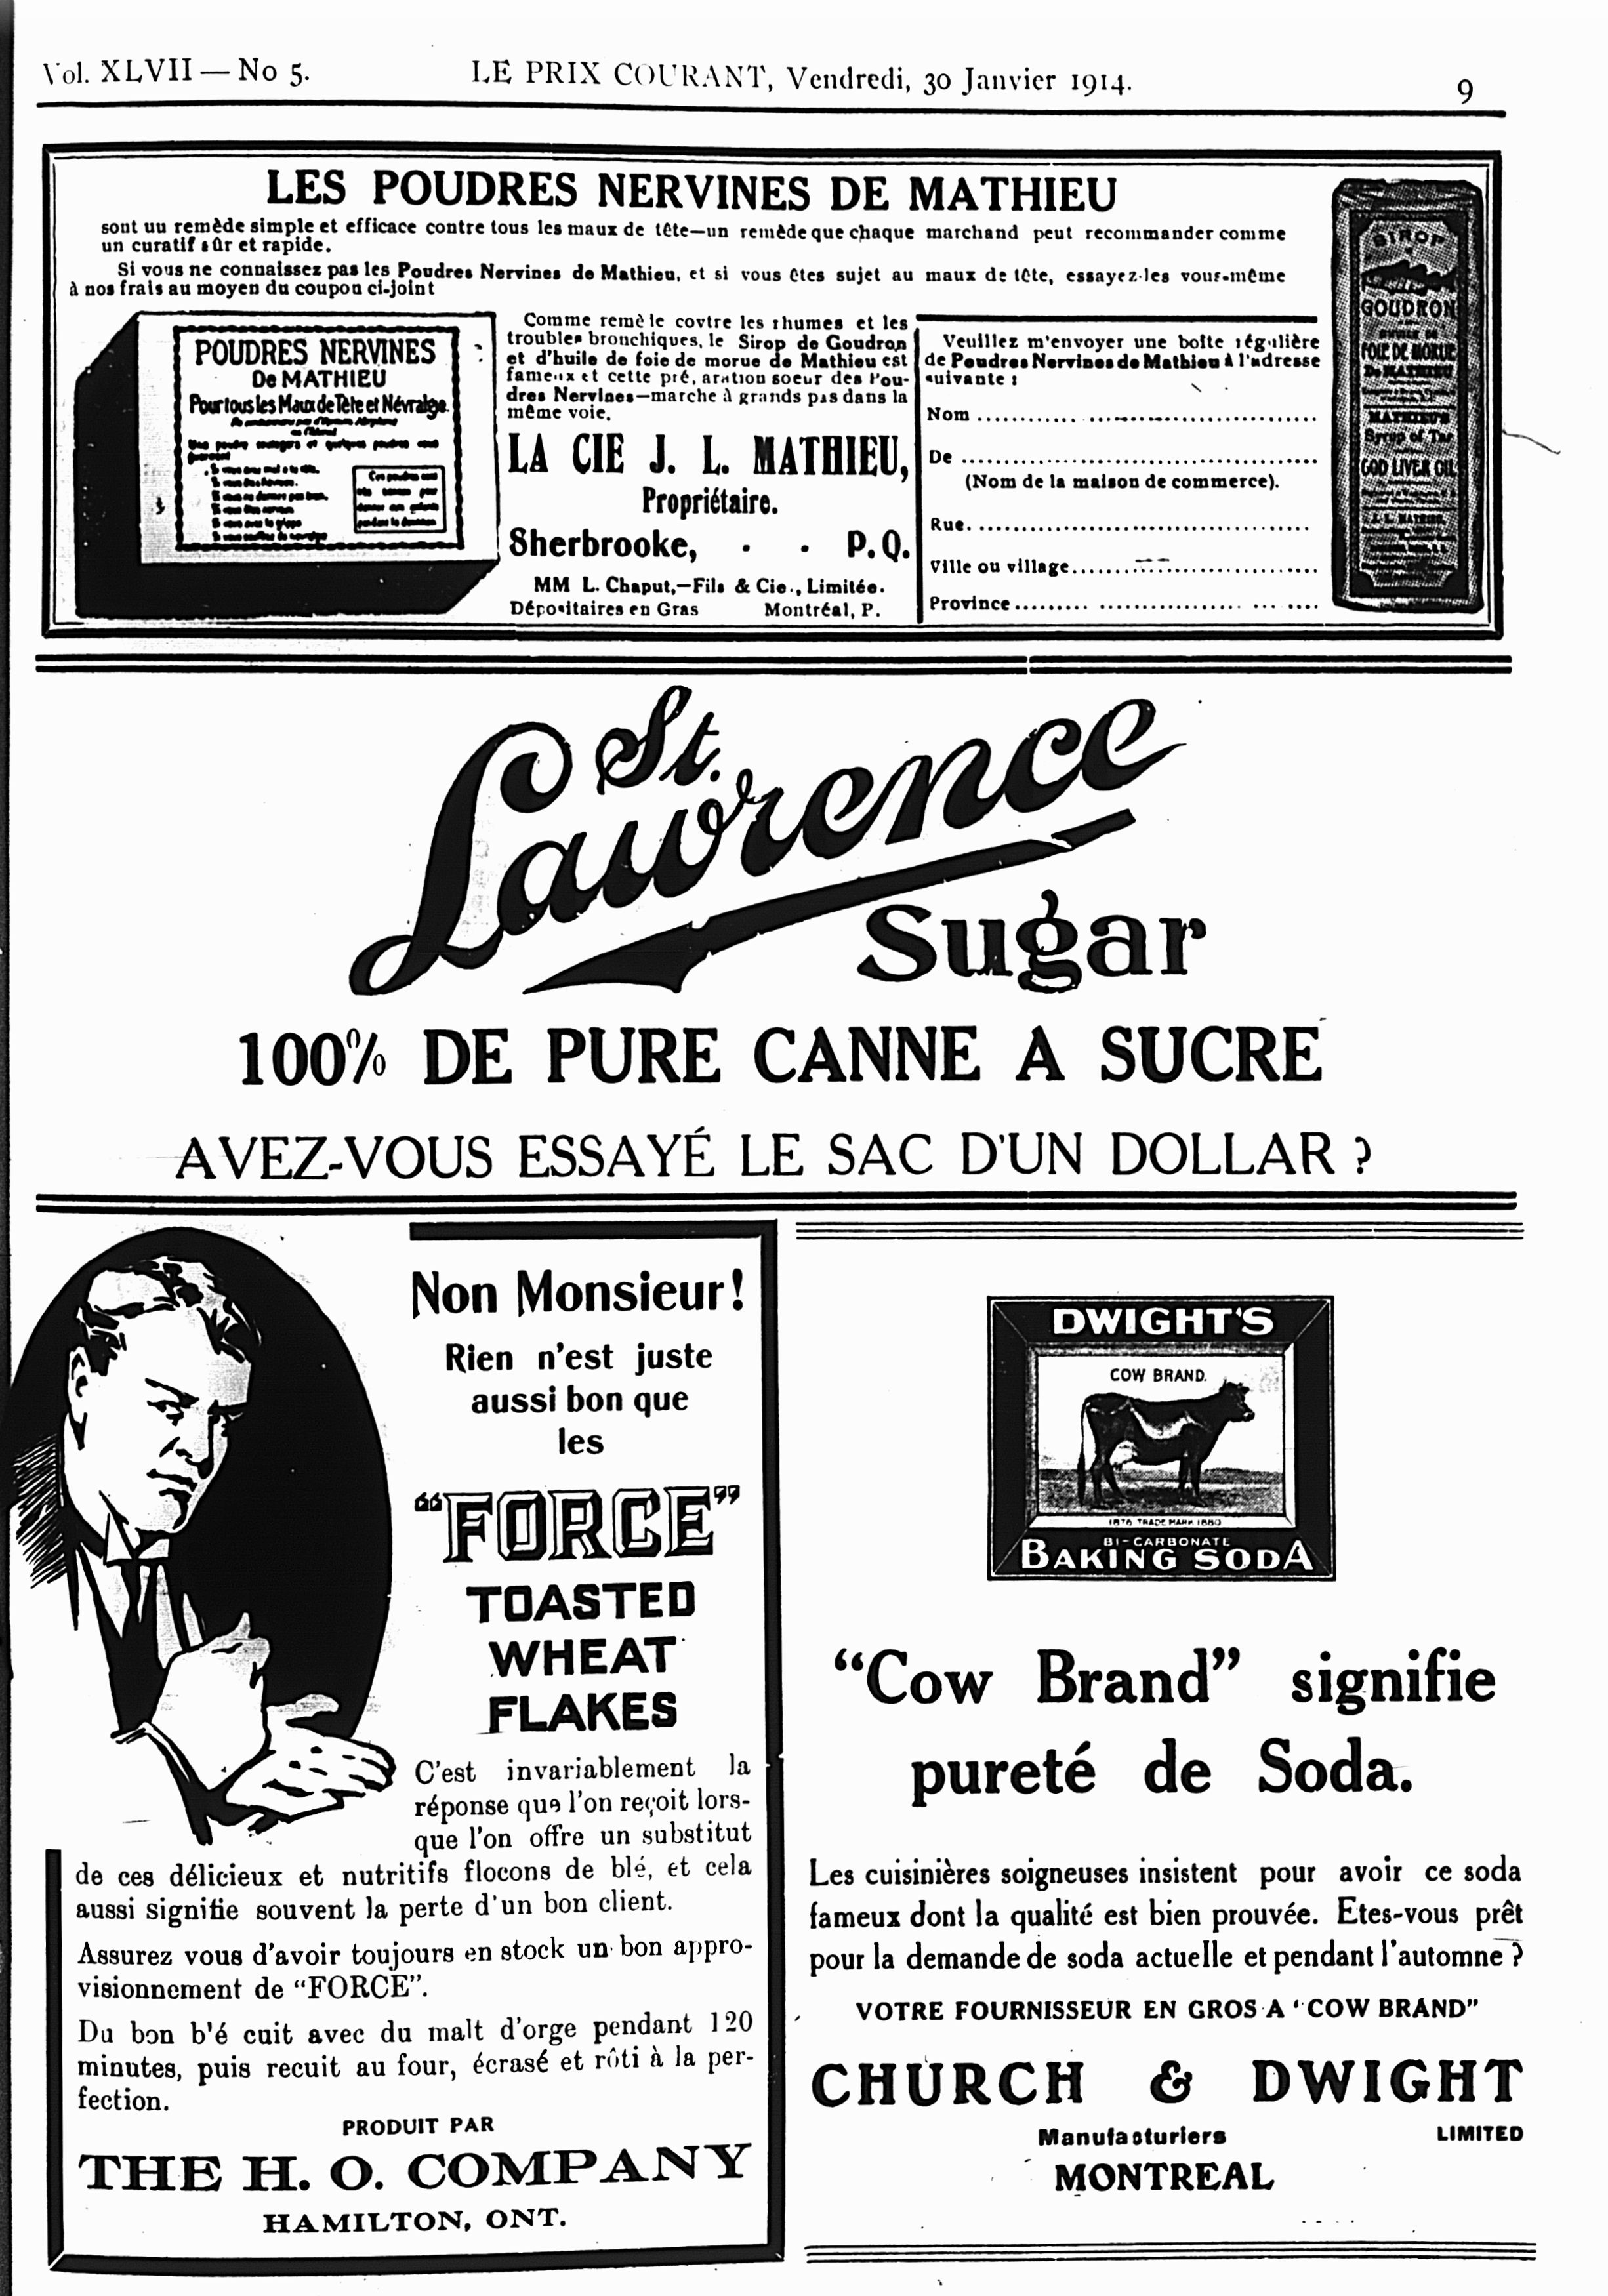 Vol. XLVII — No 5.
LE PRIX COURANT, Vendredi, 30 Janvier 1914.
9
LES POUDRES NERVINES DE MATHIEU
sont uu remède simple et efficace contre tous les maux de tête—un remède que chaque marchand peut recommander comme
un curatif sûr et rapide.
Si vous ne connaissez pas les Poudres Nervines de Mathieu, et si vous êtes sujet au maux de tête, essayez-les vous-même
à nos frais au moyen du coupon ci-joint
POUDRES NERVINES
De MATHIEU
Pour tous les Maux de Tête et Névralgie.
Comme remède covtre les rhumes et les
troubles bronchiques, le Sirop de Goudron
et d'huile de foie de morue de Mathieu est
fameux et cette pré,aration soeur des Pou-
dres Nervines—marche à grands pas dans la
même voie.
LA CIE J. L. MATHIEU,
Propriétaire.
Sherbrooke, - - P.Q.
MM L. Chaput,—Fils & Cie., Limitée.
Dépositaires en Gras Montréal, P.
Veuillez m'envoyer une boîte régulière
de Poudres Nervines de Mathieu à l'adresse
suivante :
Nom
De
(Nom de la maison de commerce).
Rue.
Ville ou village
Province
SIROP
GOUDRON
FOIE DE MORUE
De MATHIEU
MATHIEU'S
Syrup of Tar
COD LIVER OIL
J. L. MATHIEU
St.
Lawrence
Sugar
100% DE PURE CANNE A SUCRE
AVEZ-VOUS ESSAYÉ LE SAC D'UN DOLLAR ?
Non Monsieur!
Rien n'est juste
aussi bon que
les
"FORCE"
TOASTED
WHEAT
FLAKES
C'est invariablement la
réponse que l'on reçoit lors-
que l'on offre un substitut
de ces délicieux et nutritifs flocons de blé, et cela
aussi signifie souvent la perte d'un bon client.
Assurez vous d'avoir toujours en stock un bon appro-
visionnement de "FORCE".
Du bon b'é cuit avec du malt d'orge pendant 120
minutes, puis recuit au four, écrasé et rôti à la per-
fection.
PRODUIT PAR
THE H. O. COMPANY
HAMILTON, ONT.
DWIGHT'S
COW BRAND.
1876 TRADE MARK 1880
BI-CARBONATE
BAKING SODA
"Cow Brand" signifie
pureté de Soda.
Les cuisinières soigneuses insistent pour avoir ce soda
fameux dont la qualité est bien prouvée. Etes-vous prêt
pour la demande de soda actuelle et pendant l'automne ?
VOTRE FOURNISSEUR EN GROS A "COW BRAND"
CHURCH & DWIGHT
Manufacturiers LIMITED
MONTREAL